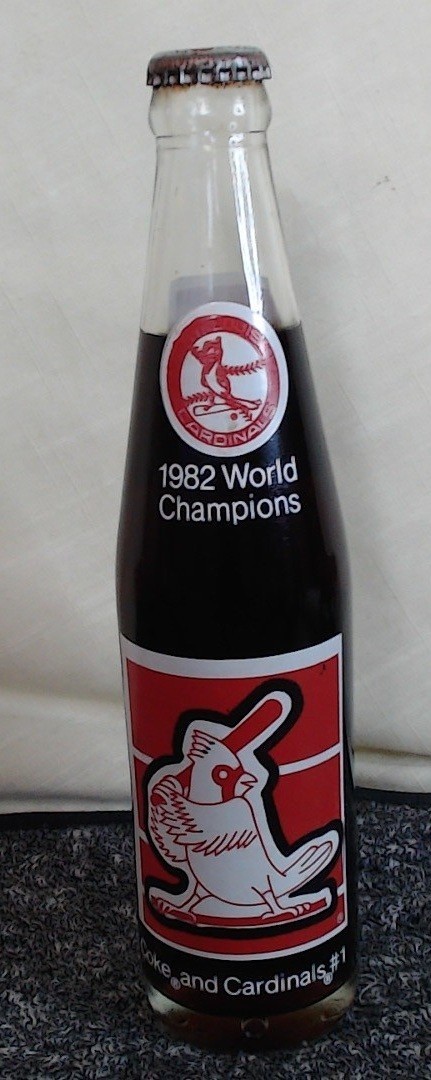 CARDINALS
1982 World
Champions
Coke® and Cardinals® #1